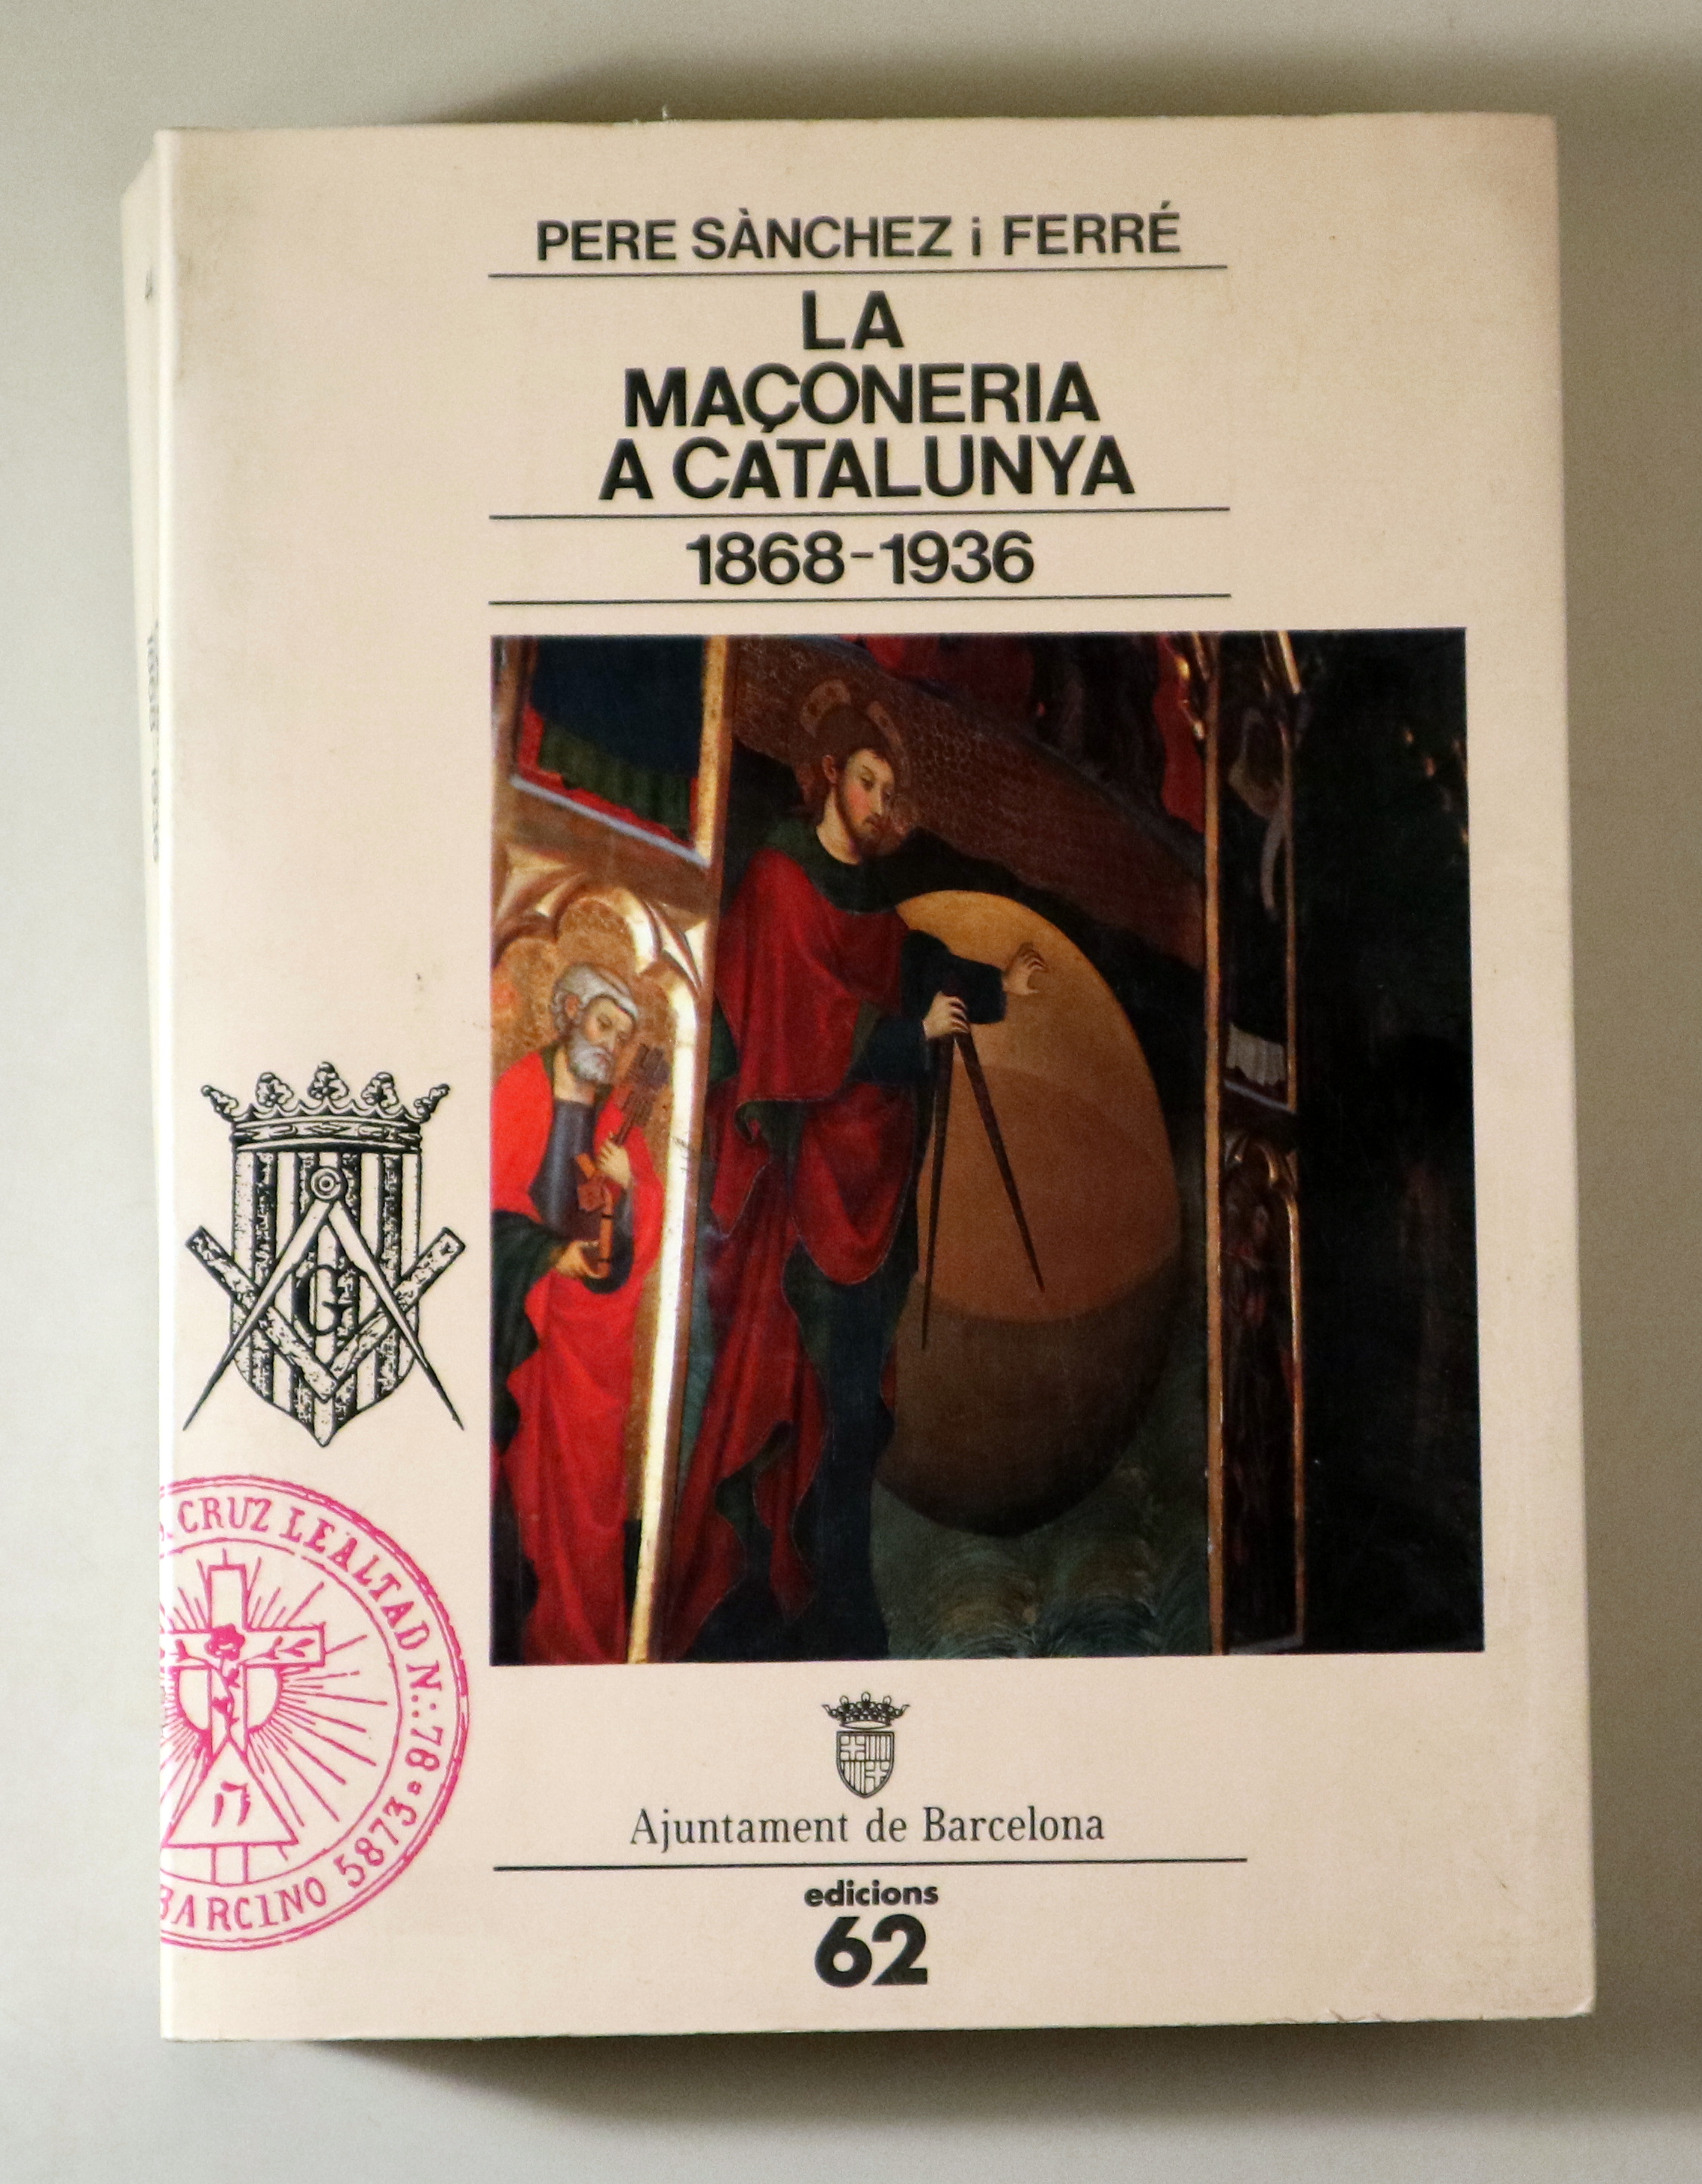 PERE SÀNCHEZ i FERRÉ
LA
MAÇONERIA
A CATALUNYA
1868-1936
G
CRUZ LEALTAD N.:.78
BARCINO 5873
Ajuntament de Barcelona
edicions
62